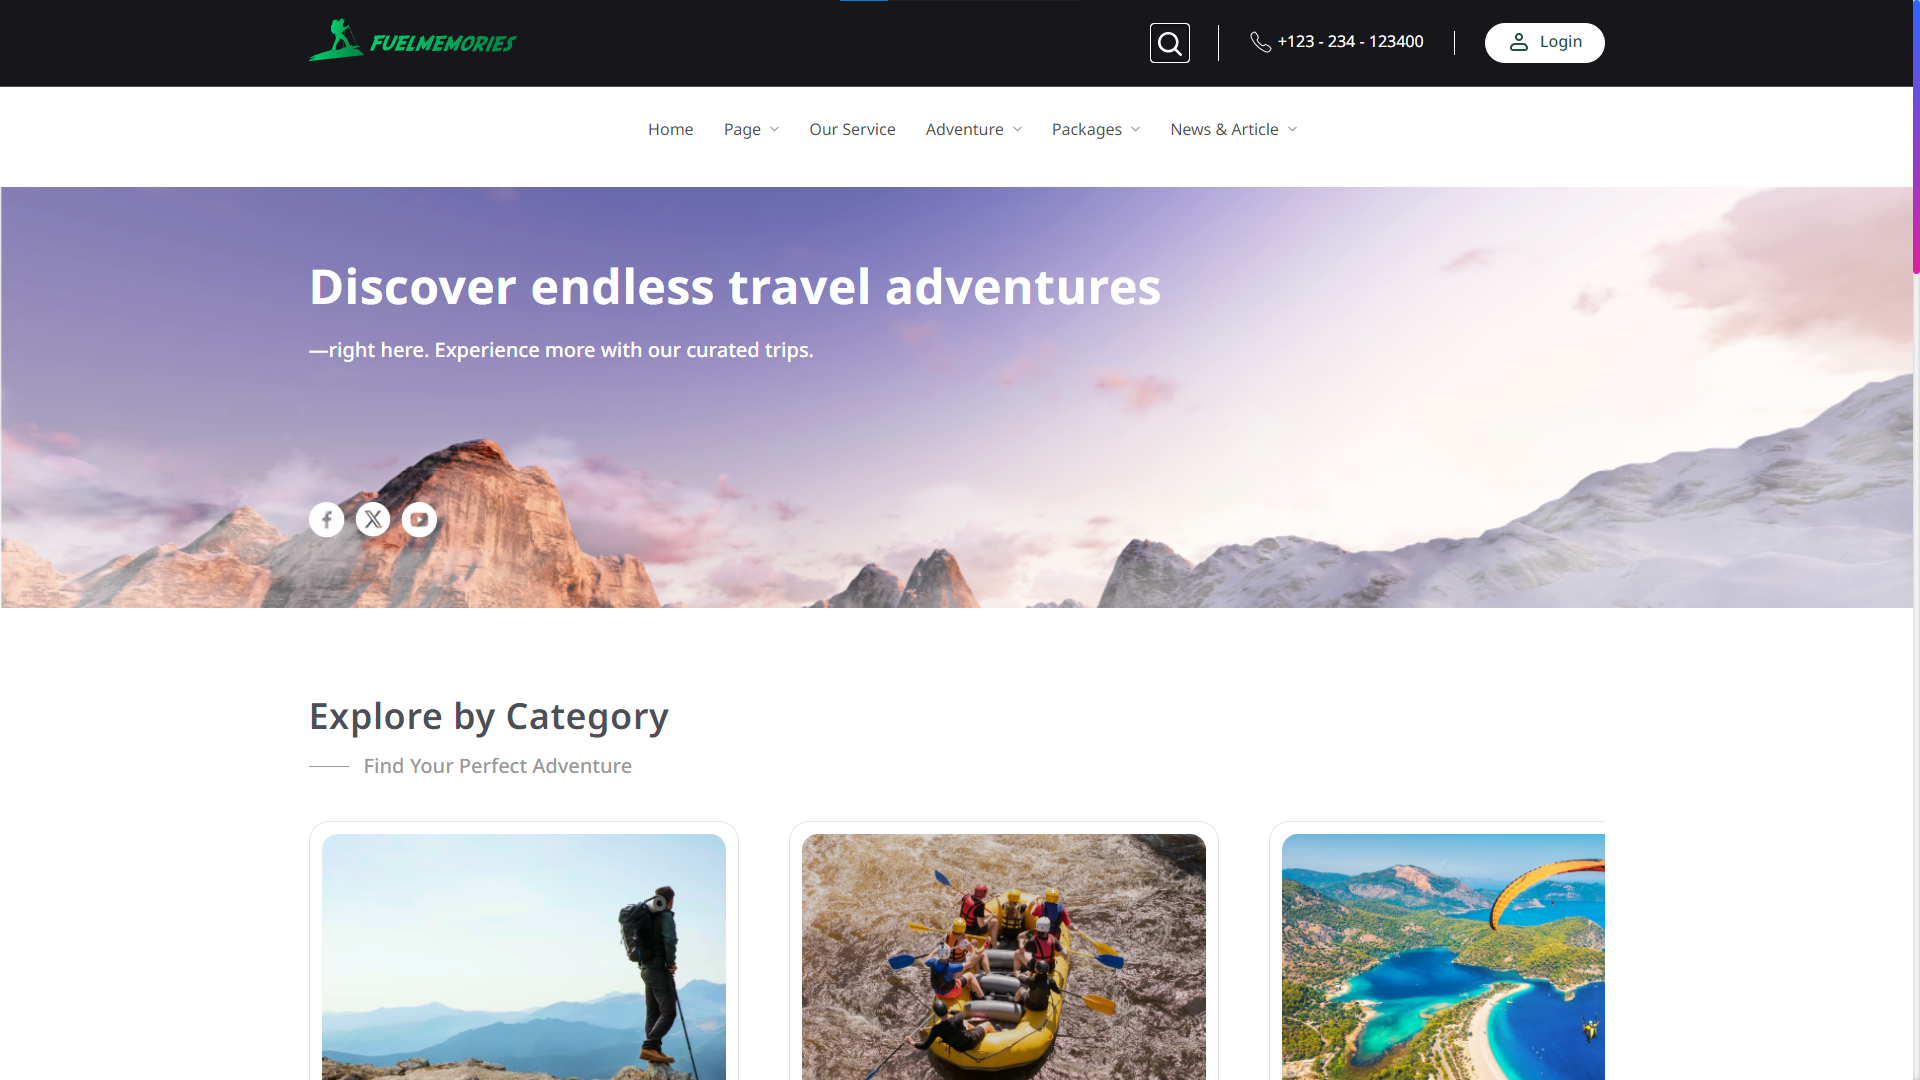 FUELMEMORIES
+123 - 234 - 123400
Login
Home Page Our Service Adventure Packages News & Article
Discover endless travel adventures
—right here. Experience more with our curated trips.
Explore by Category
Find Your Perfect Adventure